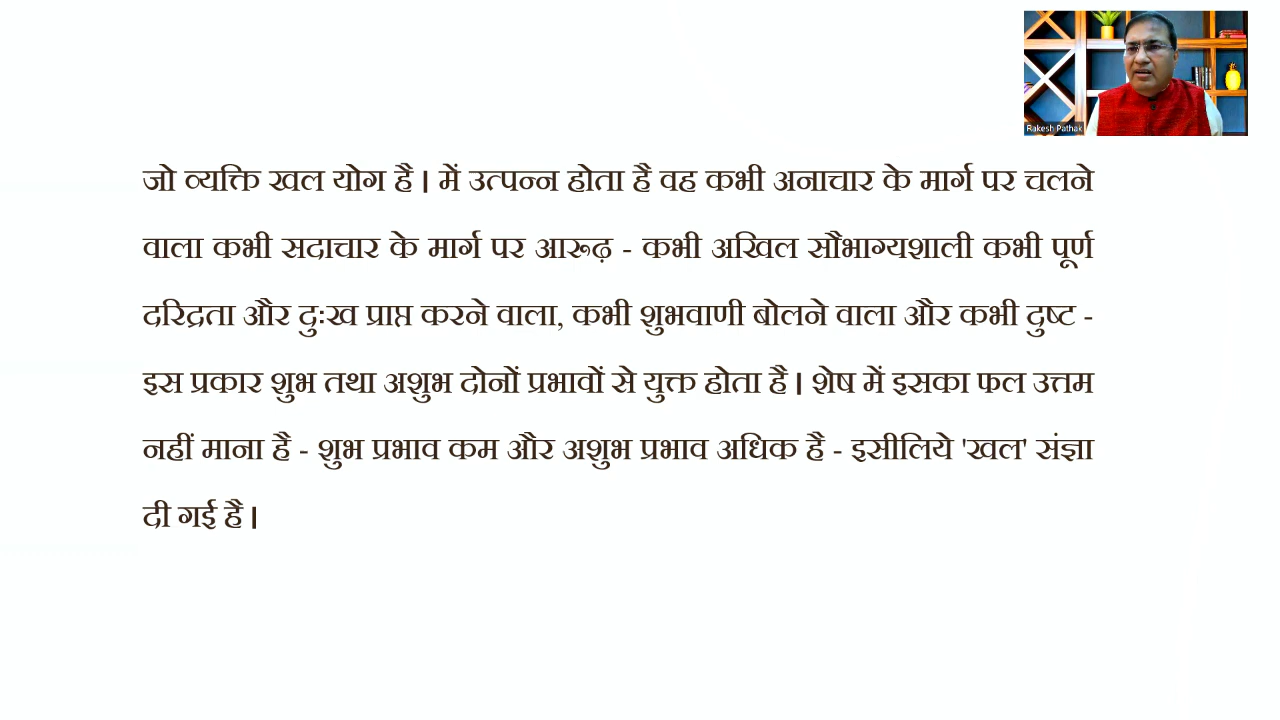 Rakesh Pathak
जो व्यक्ति खल योग है । में उत्पन्न होता है वह कभी अनाचार के मार्ग पर चलने
वाला कभी सदाचार के मार्ग पर आरूढ़ - कभी अखिल सौभाग्यशाली कभी पूर्ण
दरिद्रता और दुःख प्राप्त करने वाला, कभी शुभवाणी बोलने वाला और कभी दुष्ट -
इस प्रकार शुभ तथा अशुभ दोनों प्रभावों से युक्त होता है । शेष में इसका फल उत्तम
नहीं माना है - शुभ प्रभाव कम और अशुभ प्रभाव अधिक है - इसीलिये 'खल' संज्ञा
दी गई है ।